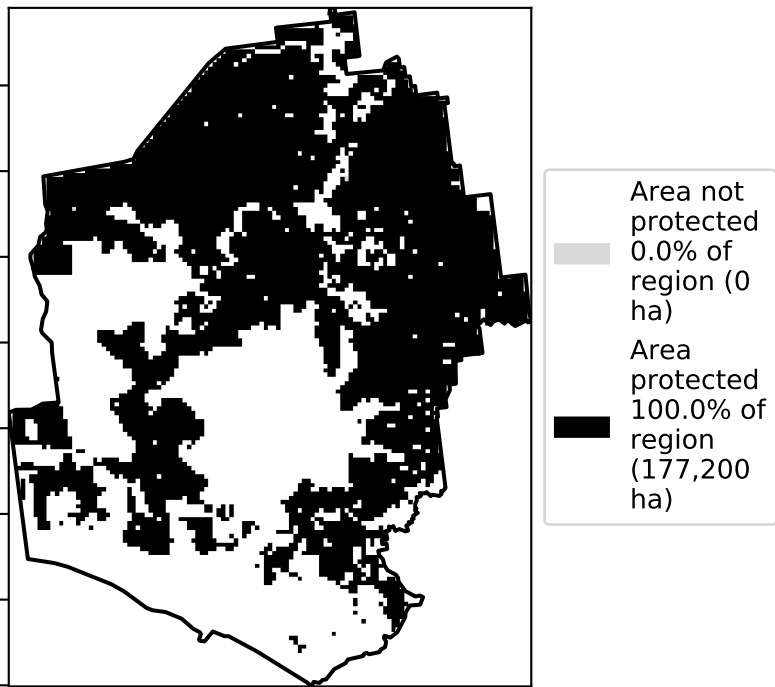 Area not
protected
0.0% of
region (0
ha)
Area
protected
100.0% of
region
(177,200
ha)